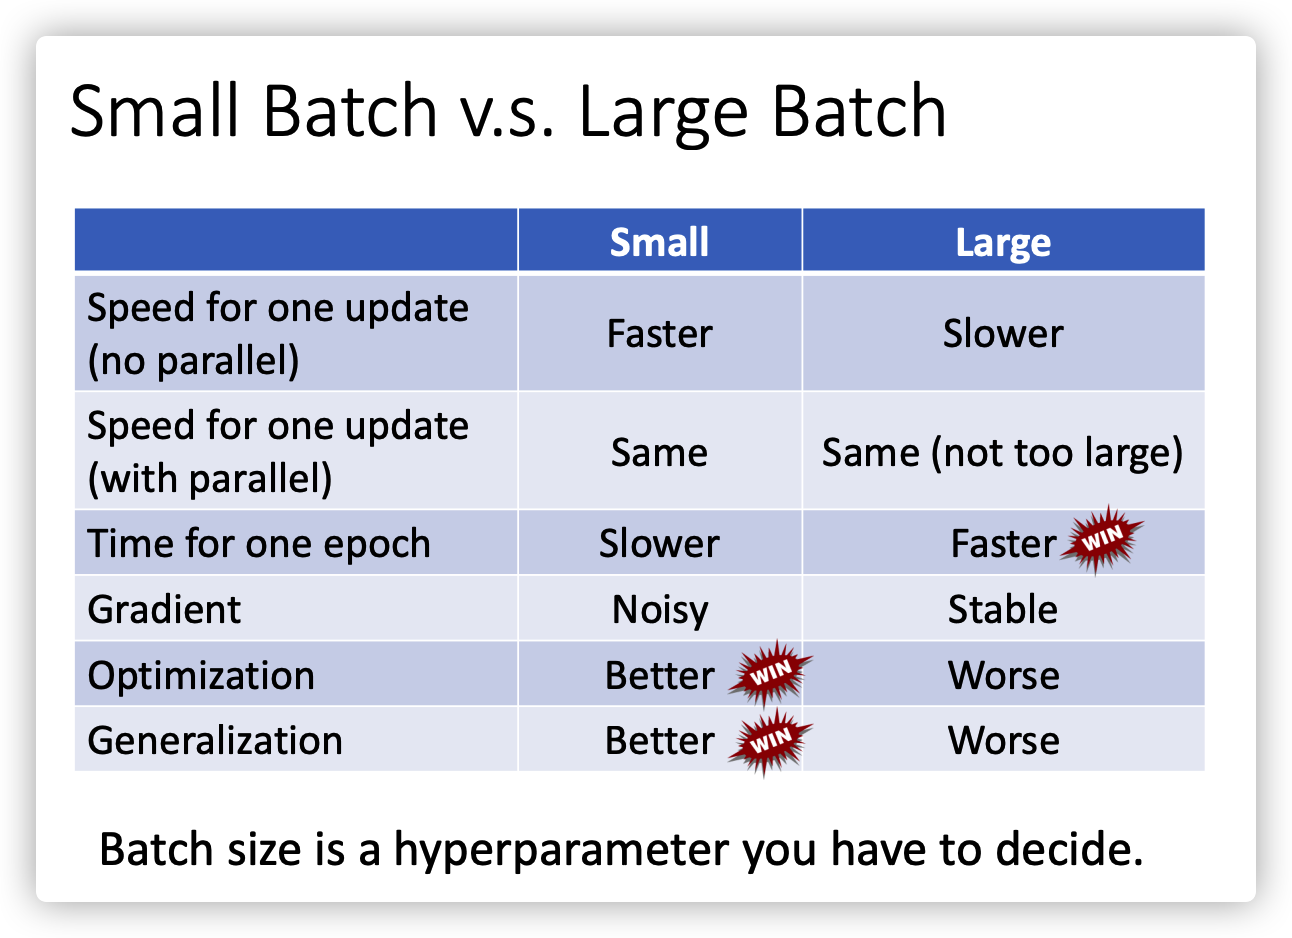 Small Batch v.s. Large Batch
Small
Large
Speed for one update
(no parallel)
Faster
Slower
Speed for one update
(with parallel)
Same
Same (not too large)
Time for one epoch
Slower
Faster
WIN
Gradient
Noisy
Stable
Optimization
Better
WIN
Worse
Generalization
Better
WIN
Worse
Batch size is a hyperparameter you have to decide.